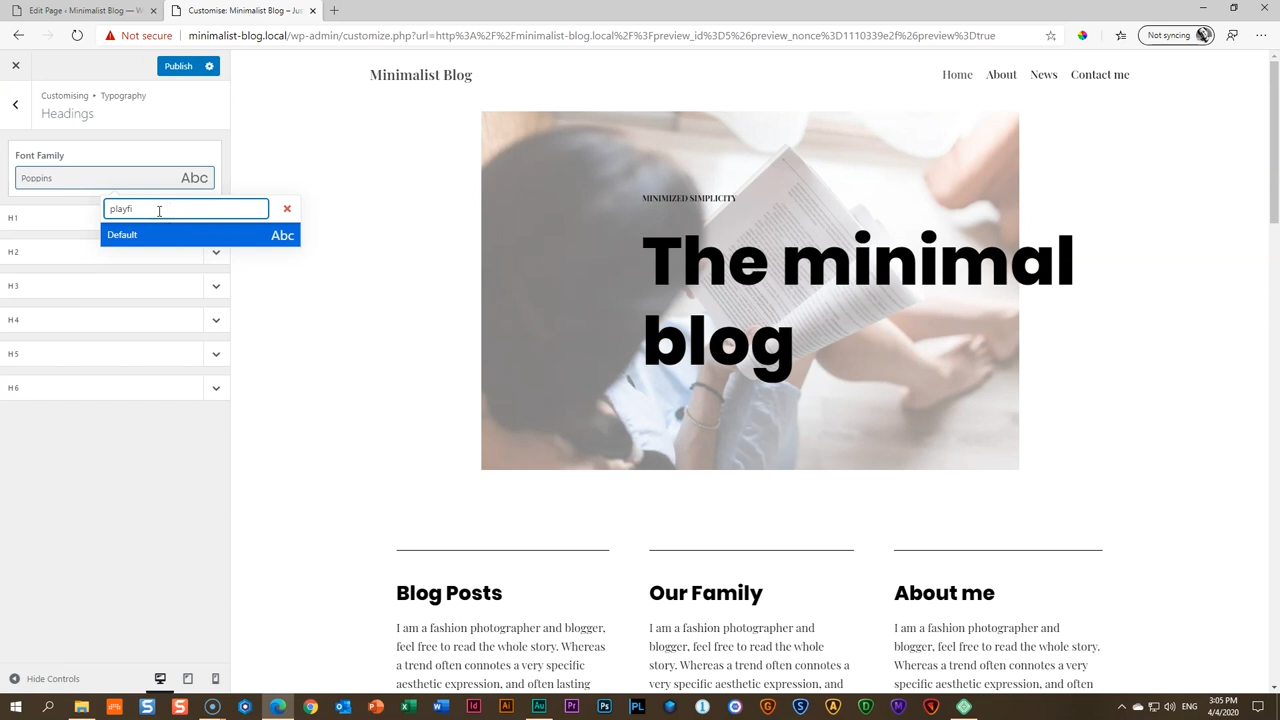 Edit Page ‹ Minimalist Blog — W
Customising: Minimalist Blog – Jus
Not secure
minimalist-blog.local/wp-admin/customize.php?url=http%3A%2F%2Fminimalist-blog.local%2F%3Fpreview_id%3D5%26preview_nonce%3D1110339e2f%26preview%3Dtrue
Not syncing
Publish
Customising • Typography
Headings
Font Family
Poppins
Abc
playfi
Default
Abc
H1
H2
H3
H4
H5
H6
Hide Controls
Minimalist Blog
Home
About
News
Contact me
MINIMIZED SIMPLICITY
The minimal
blog
Blog Posts
I am a fashion photographer and blogger,
feel free to read the whole story. Whereas
a trend often connotes a very specific
aesthetic expression, and often lasting
Our Family
I am a fashion photographer and
blogger, feel free to read the whole
story. Whereas a trend often connotes a
very specific aesthetic expression, and
About me
I am a fashion photographer and
blogger, feel free to read the whole story.
Whereas a trend often connotes a very
specific aesthetic expression, and often
ENG
3:05 PM
4/4/2020